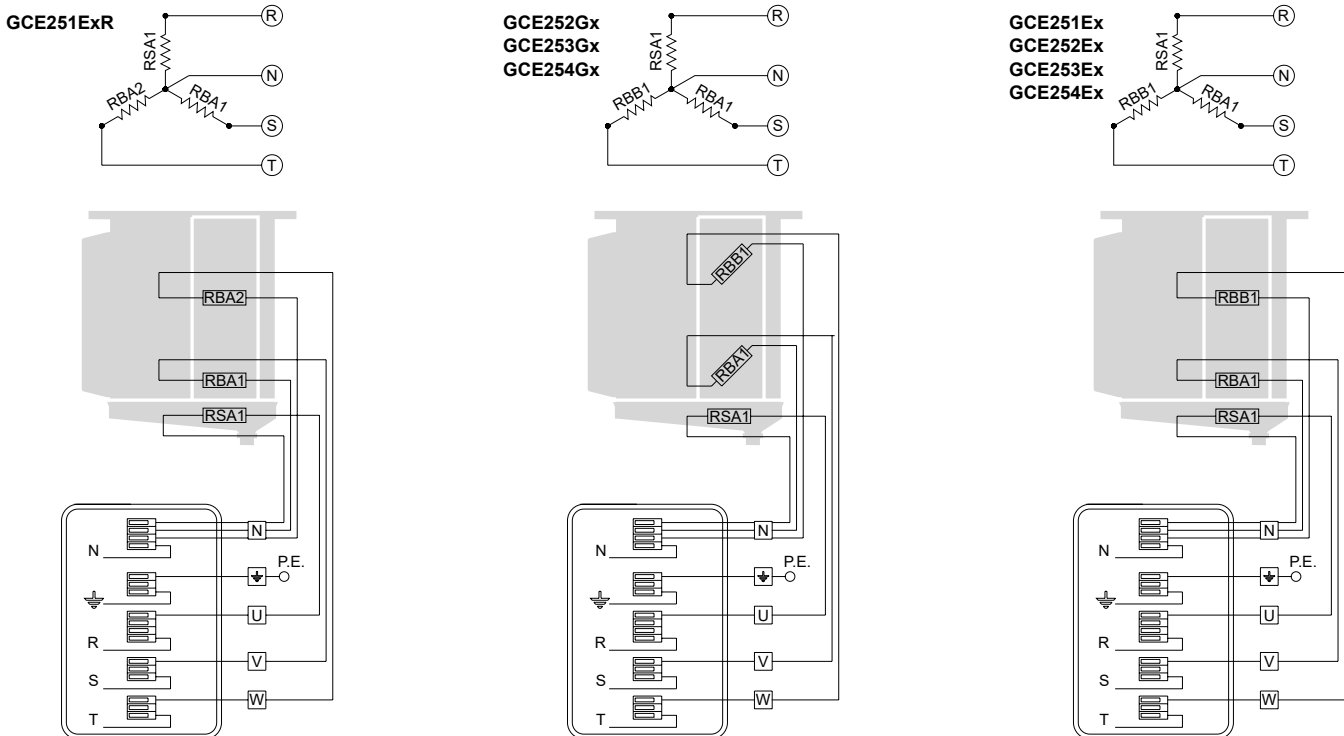 GCE251ExR
R
RSA1
N
RBA2
RBA1
S
T
RBA2
RBA1
RSA1
N
N
P.E.
U
R
V
S
W
T
GCE252Gx
GCE253Gx
GCE254Gx
R
RSA1
N
RBB1
RBA1
S
T
RBB1
RBA1
RSA1
N
N
P.E.
U
R
V
S
W
T
GCE251Ex
GCE252Ex
GCE253Ex
GCE254Ex
R
RSA1
N
RBB1
RBA1
S
T
RBB1
RBA1
RSA1
N
N
P.E.
U
R
V
S
W
T